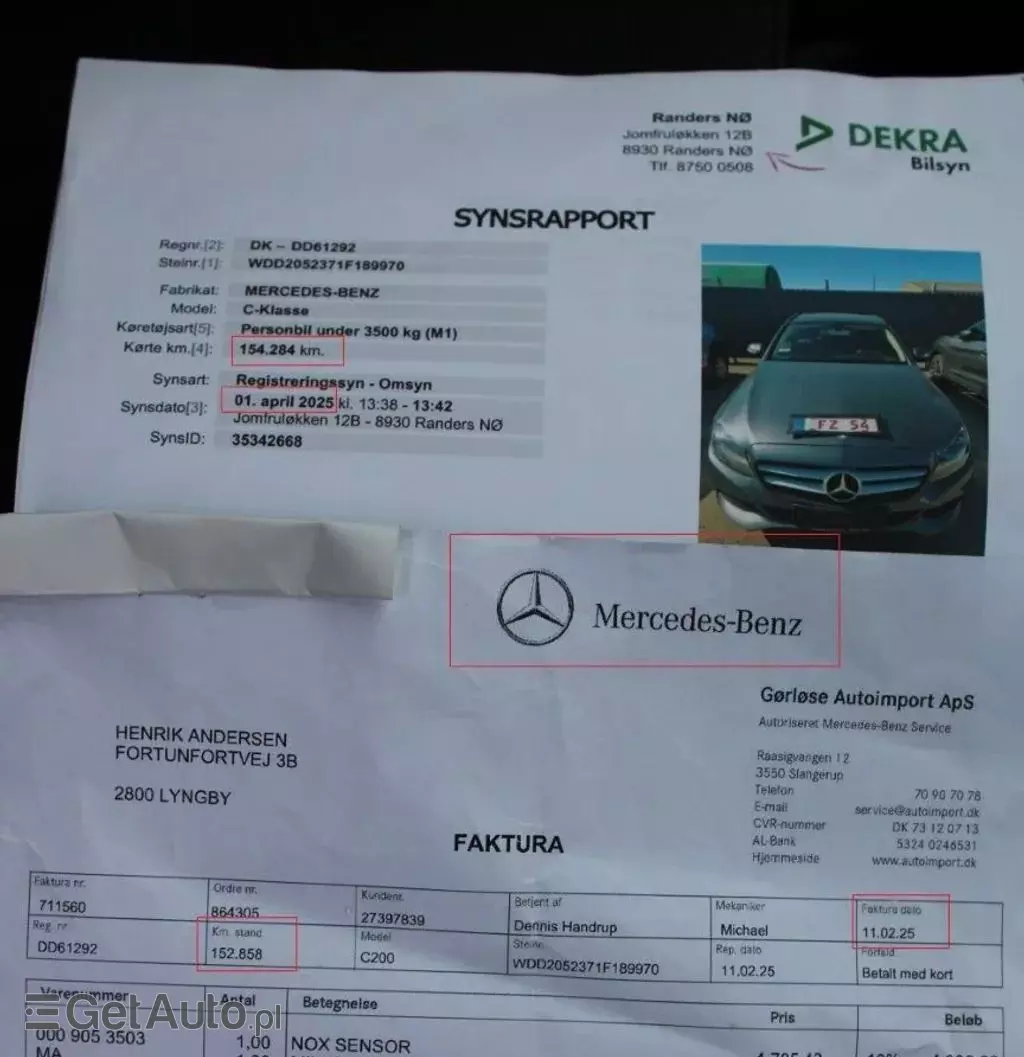 Randers NØ
Jomfruløkken 12B
8930 Randers NØ
Tlf. 8750 0508
DEKRA
Bilsyn
SYNSRAPPORT
Regnr.[2]: DK - DD61292
Stelnr.[1]: WDD2052371F189970
Fabrikat: MERCEDES-BENZ
Model: C-Klasse
Køretøjsart[5]: Personbil under 3500 kg (M1)
Kørte km.[4]: 154.284 km.
Synsart: Registreringssyn - Omsyn
Synsdato[3]: 01. april 2025 kl. 13:38 - 13:42
Jomfruløkken 12B - 8930 Randers NØ
SynsID: 35342668
FZ 54
Mercedes-Benz
Gørløse Autoimport ApS
Autoriseret Mercedes-Benz Service
HENRIK ANDERSEN
FORTUNFORTVEJ 3B
2800 LYNGBY
Raasigvangen 12
3550 Slangerup
Telefon 70 90 70 78
E-mail service@autoimport.dk
CVR-nummer DK 73 12 07 13
AL-Bank 5324 0246531
Hjemmeside www.autoimport.dk
FAKTURA
Faktura nr. Ordre nr. Kundenr. Betjent af Mekaniker Faktura dato
711560 864305 27397839 Dennis Handrup Michael 11.02.25
Reg. nr Km. stand Model Stelnr. Rep. dato Forfald
DD61292 152.858 C200 WDD2052371F189970 11.02.25 Betalt med kort
Varenummer Antal Betegnelse Pris Beløb
000 905 3503 1,00 NOX SENSOR
MA
GetAuto.pl